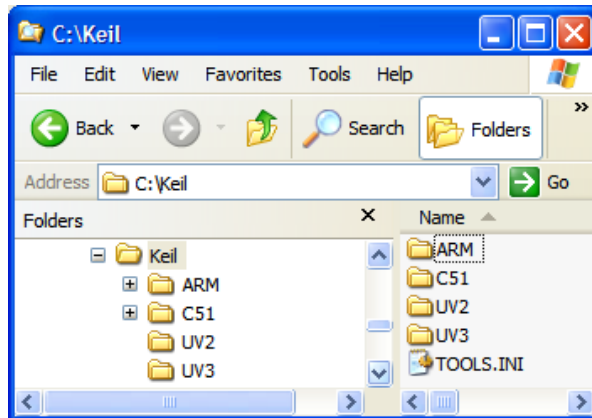 C:\Keil
File Edit View Favorites Tools Help
Back Search Folders »
Address C:\Keil Go
Folders x Name
Keil
ARM
C51
UV2
UV3
ARM
C51
UV2
UV3
TOOLS.INI